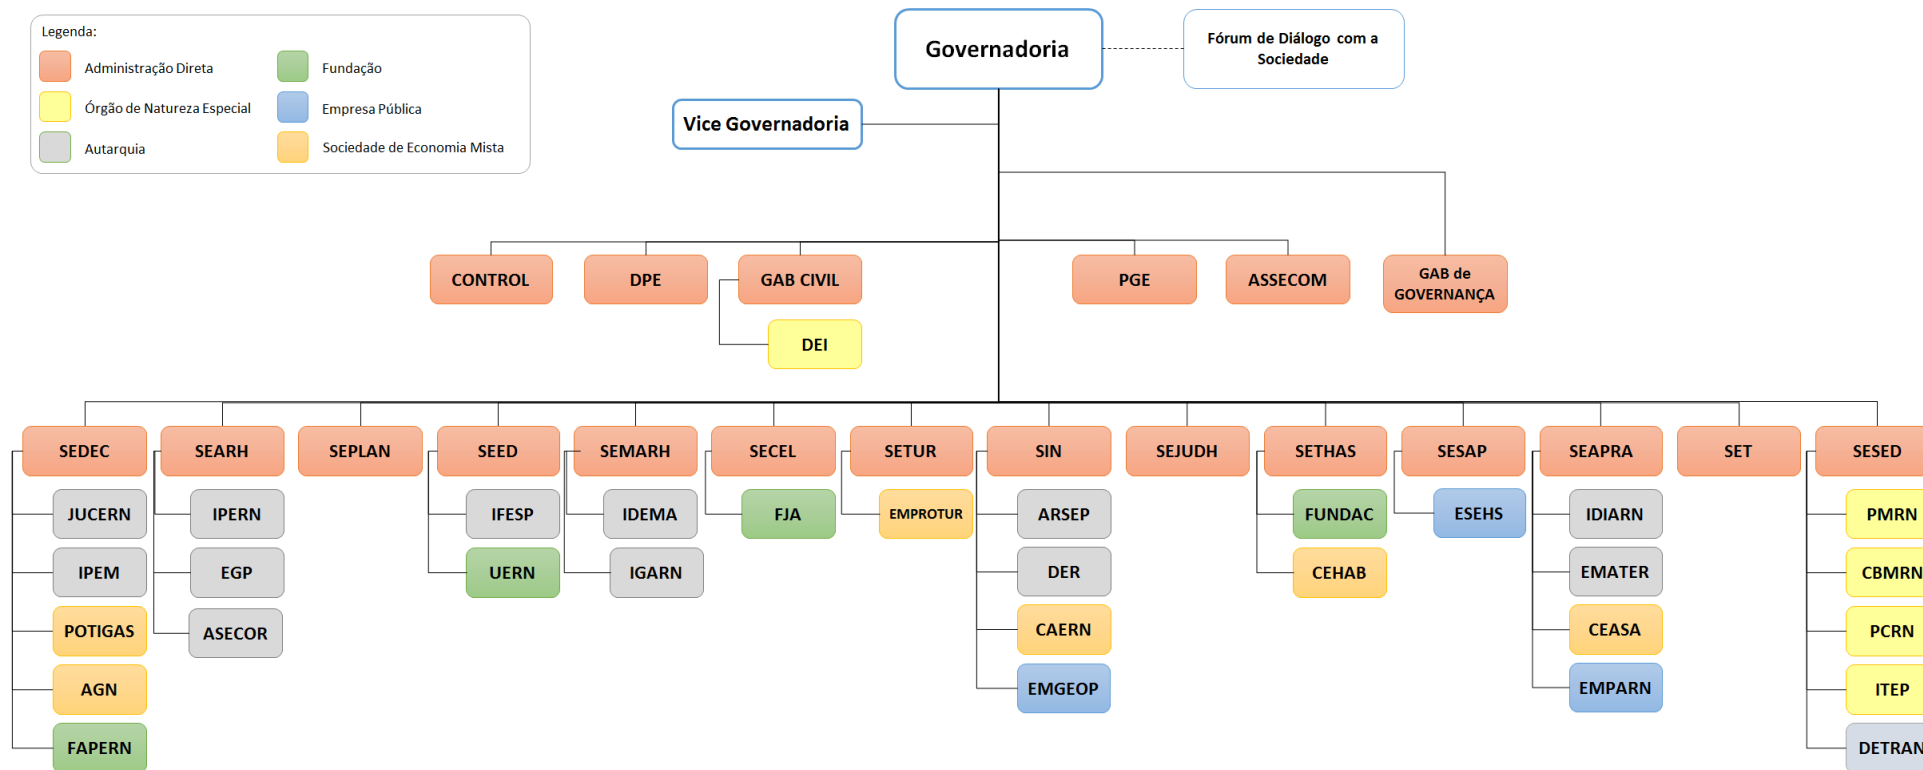 Legenda:
Administração Direta
Fundação
Órgão de Natureza Especial
Empresa Pública
Autarquia
Sociedade de Economia Mista
Governadoria
Fórum de Diálogo com a
Sociedade
Vice Governadoria
CONTROL
DPE
GAB CIVIL
PGE
ASSECOM
GAB de
GOVERNANÇA
DEI
SEDEC
SEARH
SEPLAN
SEED
SEMARH
SECEL
SETUR
SIN
SEJUDH
SETHAS
SESAP
SEAPRA
SET
SESED
JUCERN
IPERN
IFESP
IDEMA
FJA
EMPROTUR
ARSEP
FUNDAC
ESEHS
IDIARN
PMRN
IPEM
EGP
UERN
IGARN
DER
CEHAB
EMATER
CBMRN
POTIGAS
ASECOR
CAERN
CEASA
PCRN
AGN
EMGEOP
EMPARN
ITEP
FAPERN
DETRAN